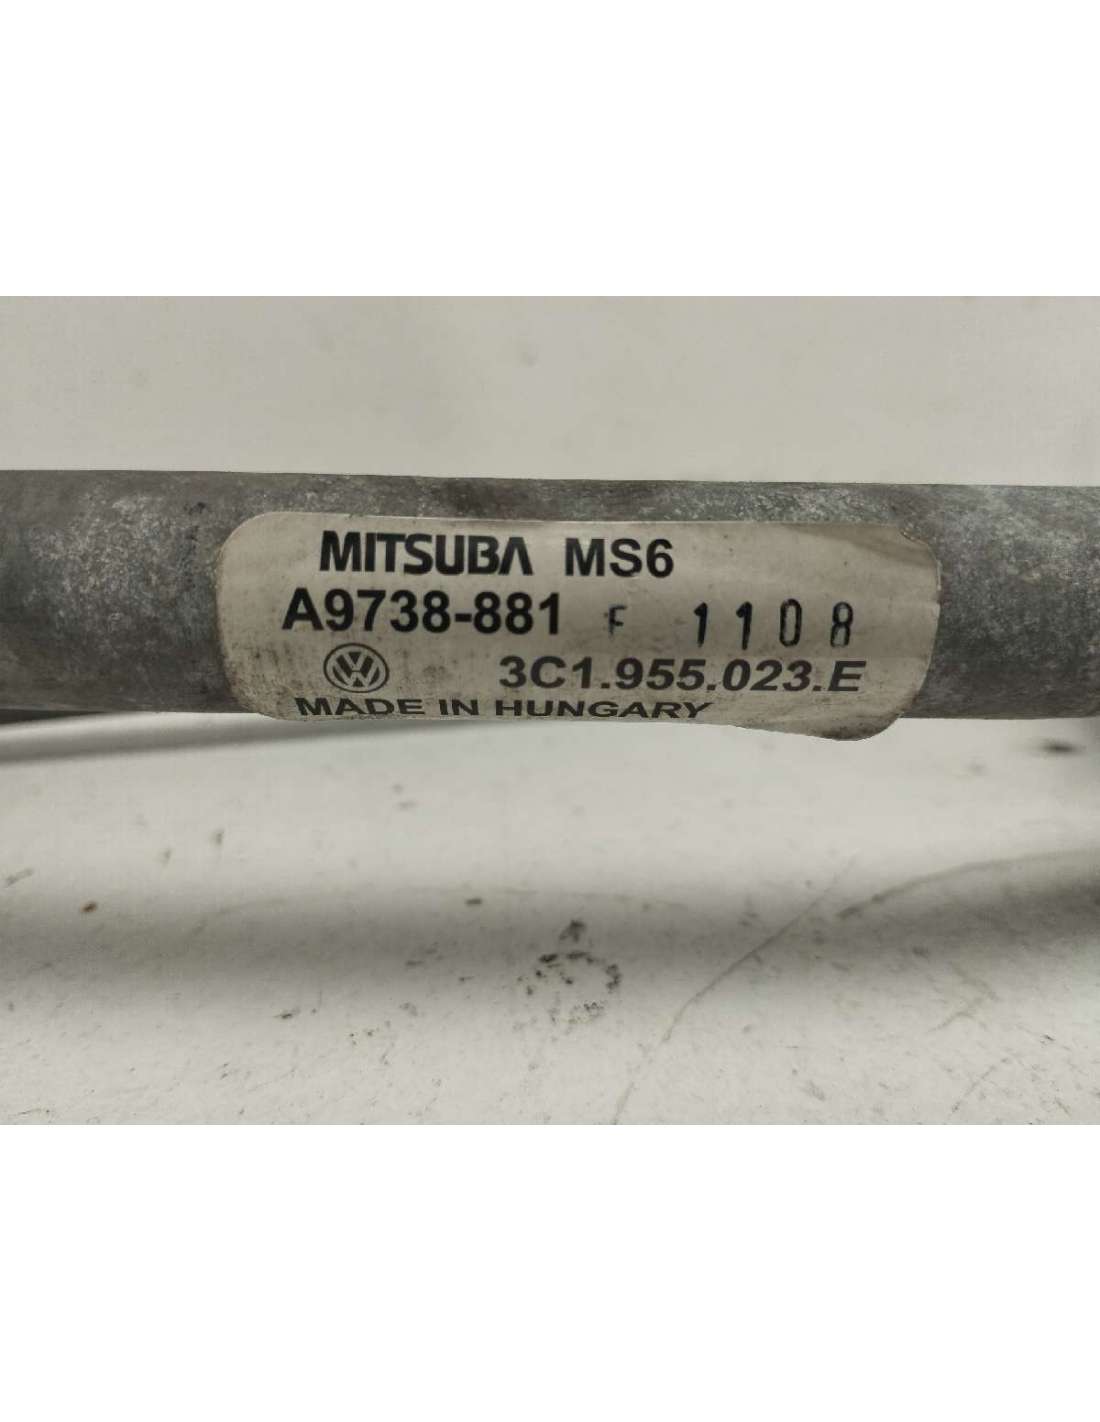 MITSUBA MS6
A9738-881 F 1108
3C1.955.023.E
MADE IN HUNGARY